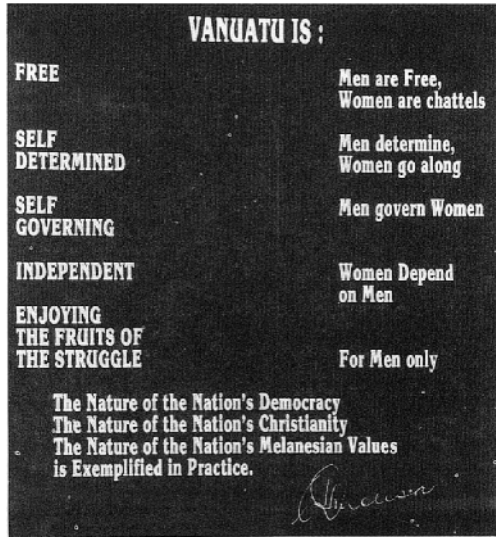 VANUATU IS :
FREE
Men are Free,
Women are chattels
SELF
DETERMINED
Men determine,
Women go along
SELF
GOVERNING
Men govern Women
INDEPENDENT
Women Depend
on Men
ENJOYING
THE FRUITS OF
THE STRUGGLE
For Men only
The Nature of the Nation's Democracy
The Nature of the Nation's Christianity
The Nature of the Nation's Melanesian Values
is Exemplified in Practice.